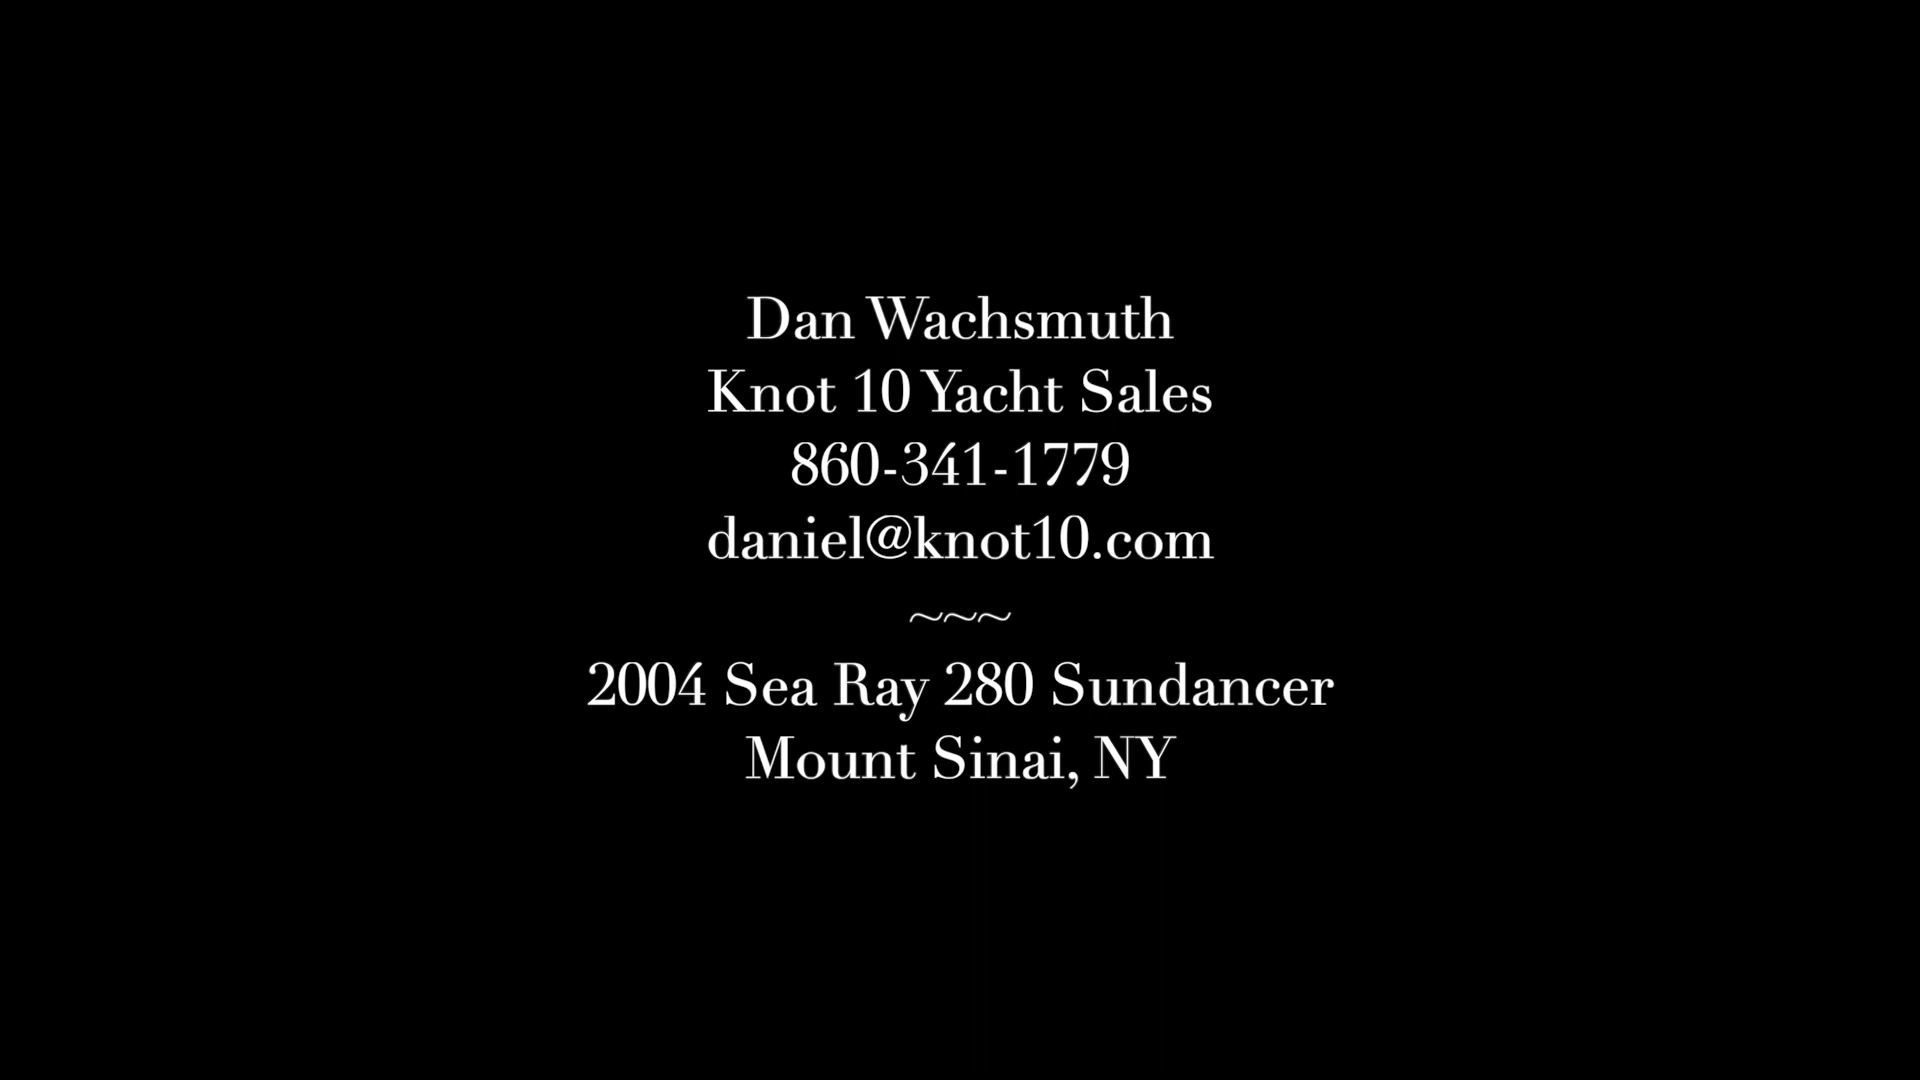 Dan Wachsmuth
Knot 10 Yacht Sales
860-341-1779
daniel@knot10.com
~~~
2004 Sea Ray 280 Sundancer
Mount Sinai, NY